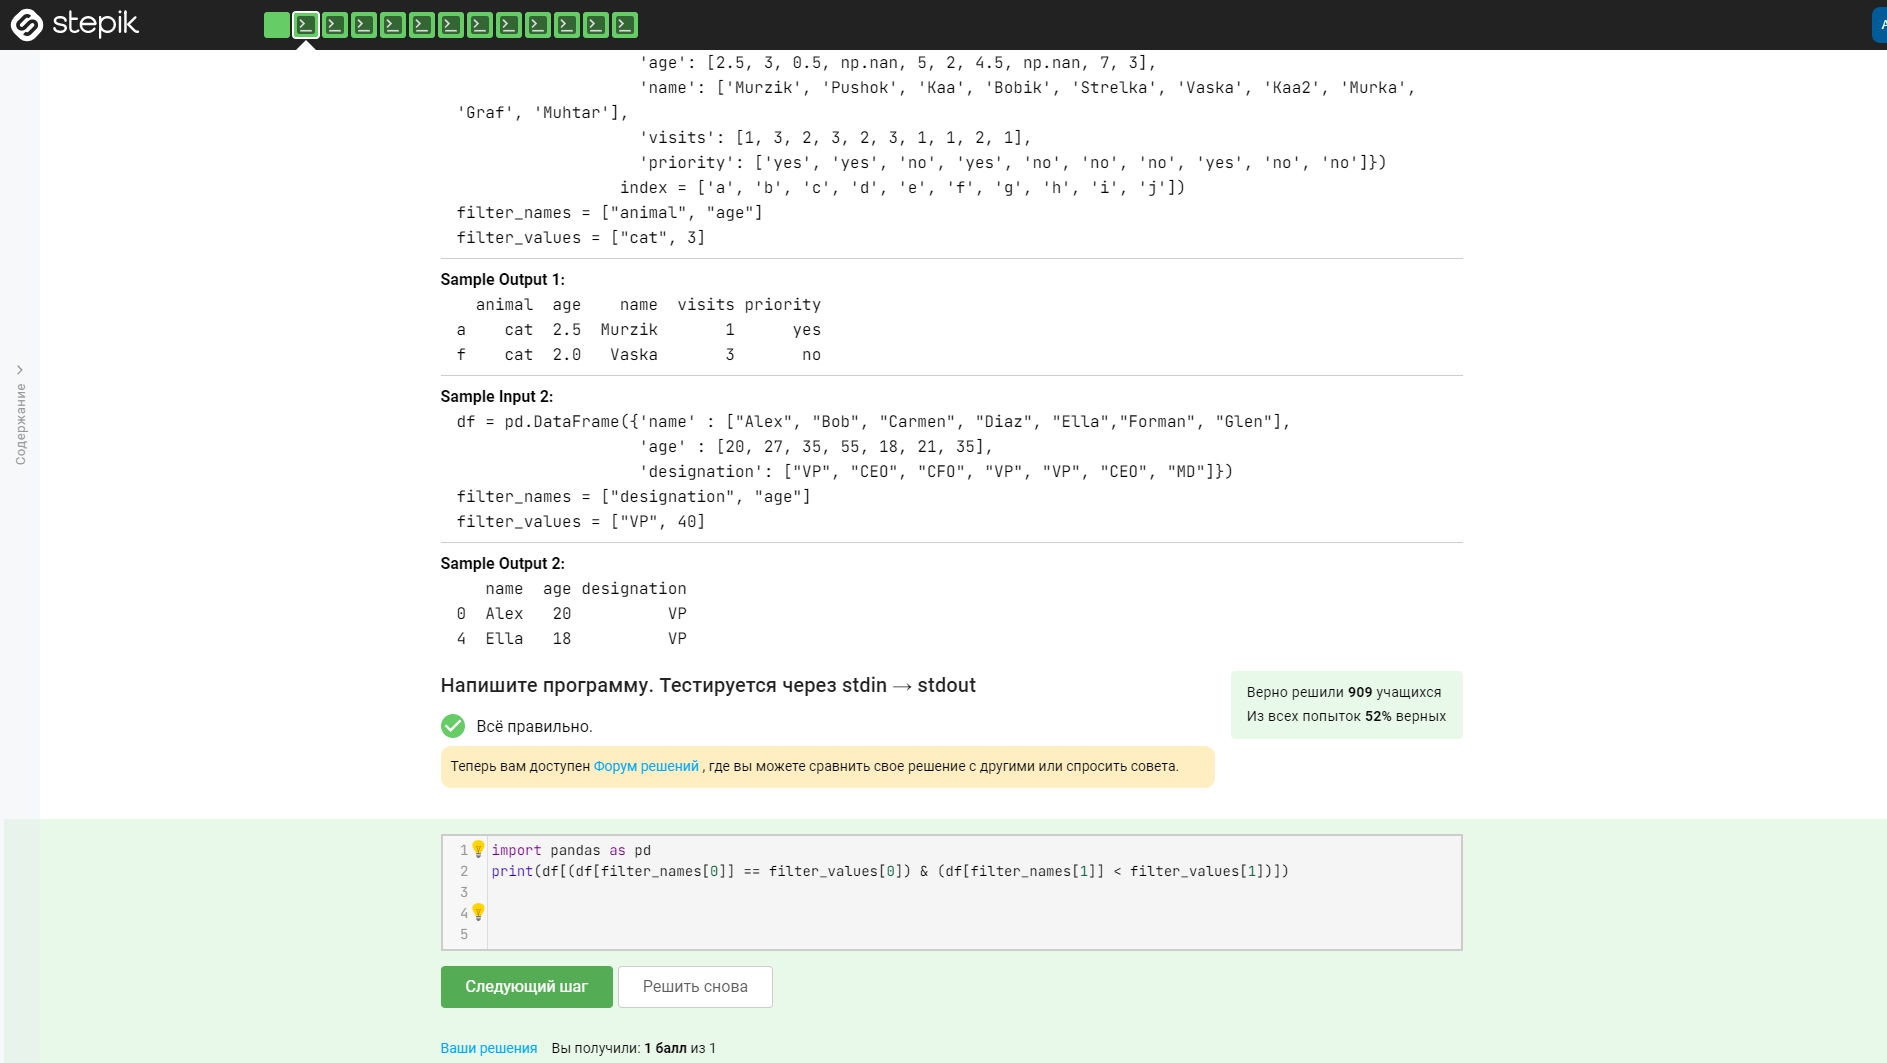 stepik
A
'age': [2.5, 3, 0.5, np.nan, 5, 2, 4.5, np.nan, 7, 3],
'name': ['Murzik', 'Pushok', 'Kaa', 'Bobik', 'Strelka', 'Vaska', 'Kaa2', 'Murka',
'Graf', 'Muhtar'],
'visits': [1, 3, 2, 3, 2, 3, 1, 1, 2, 1],
'priority': ['yes', 'yes', 'no', 'yes', 'no', 'no', 'no', 'yes', 'no', 'no']})
index = ['a', 'b', 'c', 'd', 'e', 'f', 'g', 'h', 'i', 'j'])
filter_names = ["animal", "age"]
filter_values = ["cat", 3]
Sample Output 1:
animal age name visits priority
a cat 2.5 Murzik 1 yes
f cat 2.0 Vaska 3 no
Содержание
Sample Input 2:
df = pd.DataFrame({'name' : ["Alex", "Bob", "Carmen", "Diaz", "Ella","Forman", "Glen"],
'age' : [20, 27, 35, 55, 18, 21, 35],
'designation': ["VP", "CEO", "CFO", "VP", "VP", "CEO", "MD"]})
filter_names = ["designation", "age"]
filter_values = ["VP", 40]
Sample Output 2:
name age designation
0 Alex 20 VP
4 Ella 18 VP
Напишите программу. Тестируется через stdin → stdout
Верно решили 909 учащихся
Из всех попыток 52% верных
Всё правильно.
Теперь вам доступен Форум решений , где вы можете сравнить свое решение с другими или спросить совета.
1 import pandas as pd
2 print(df[(df[filter_names[0]] == filter_values[0]) & (df[filter_names[1]] < filter_values[1])])
3
4
5
Следующий шаг Решить снова
Ваши решения Вы получили: 1 балл из 1